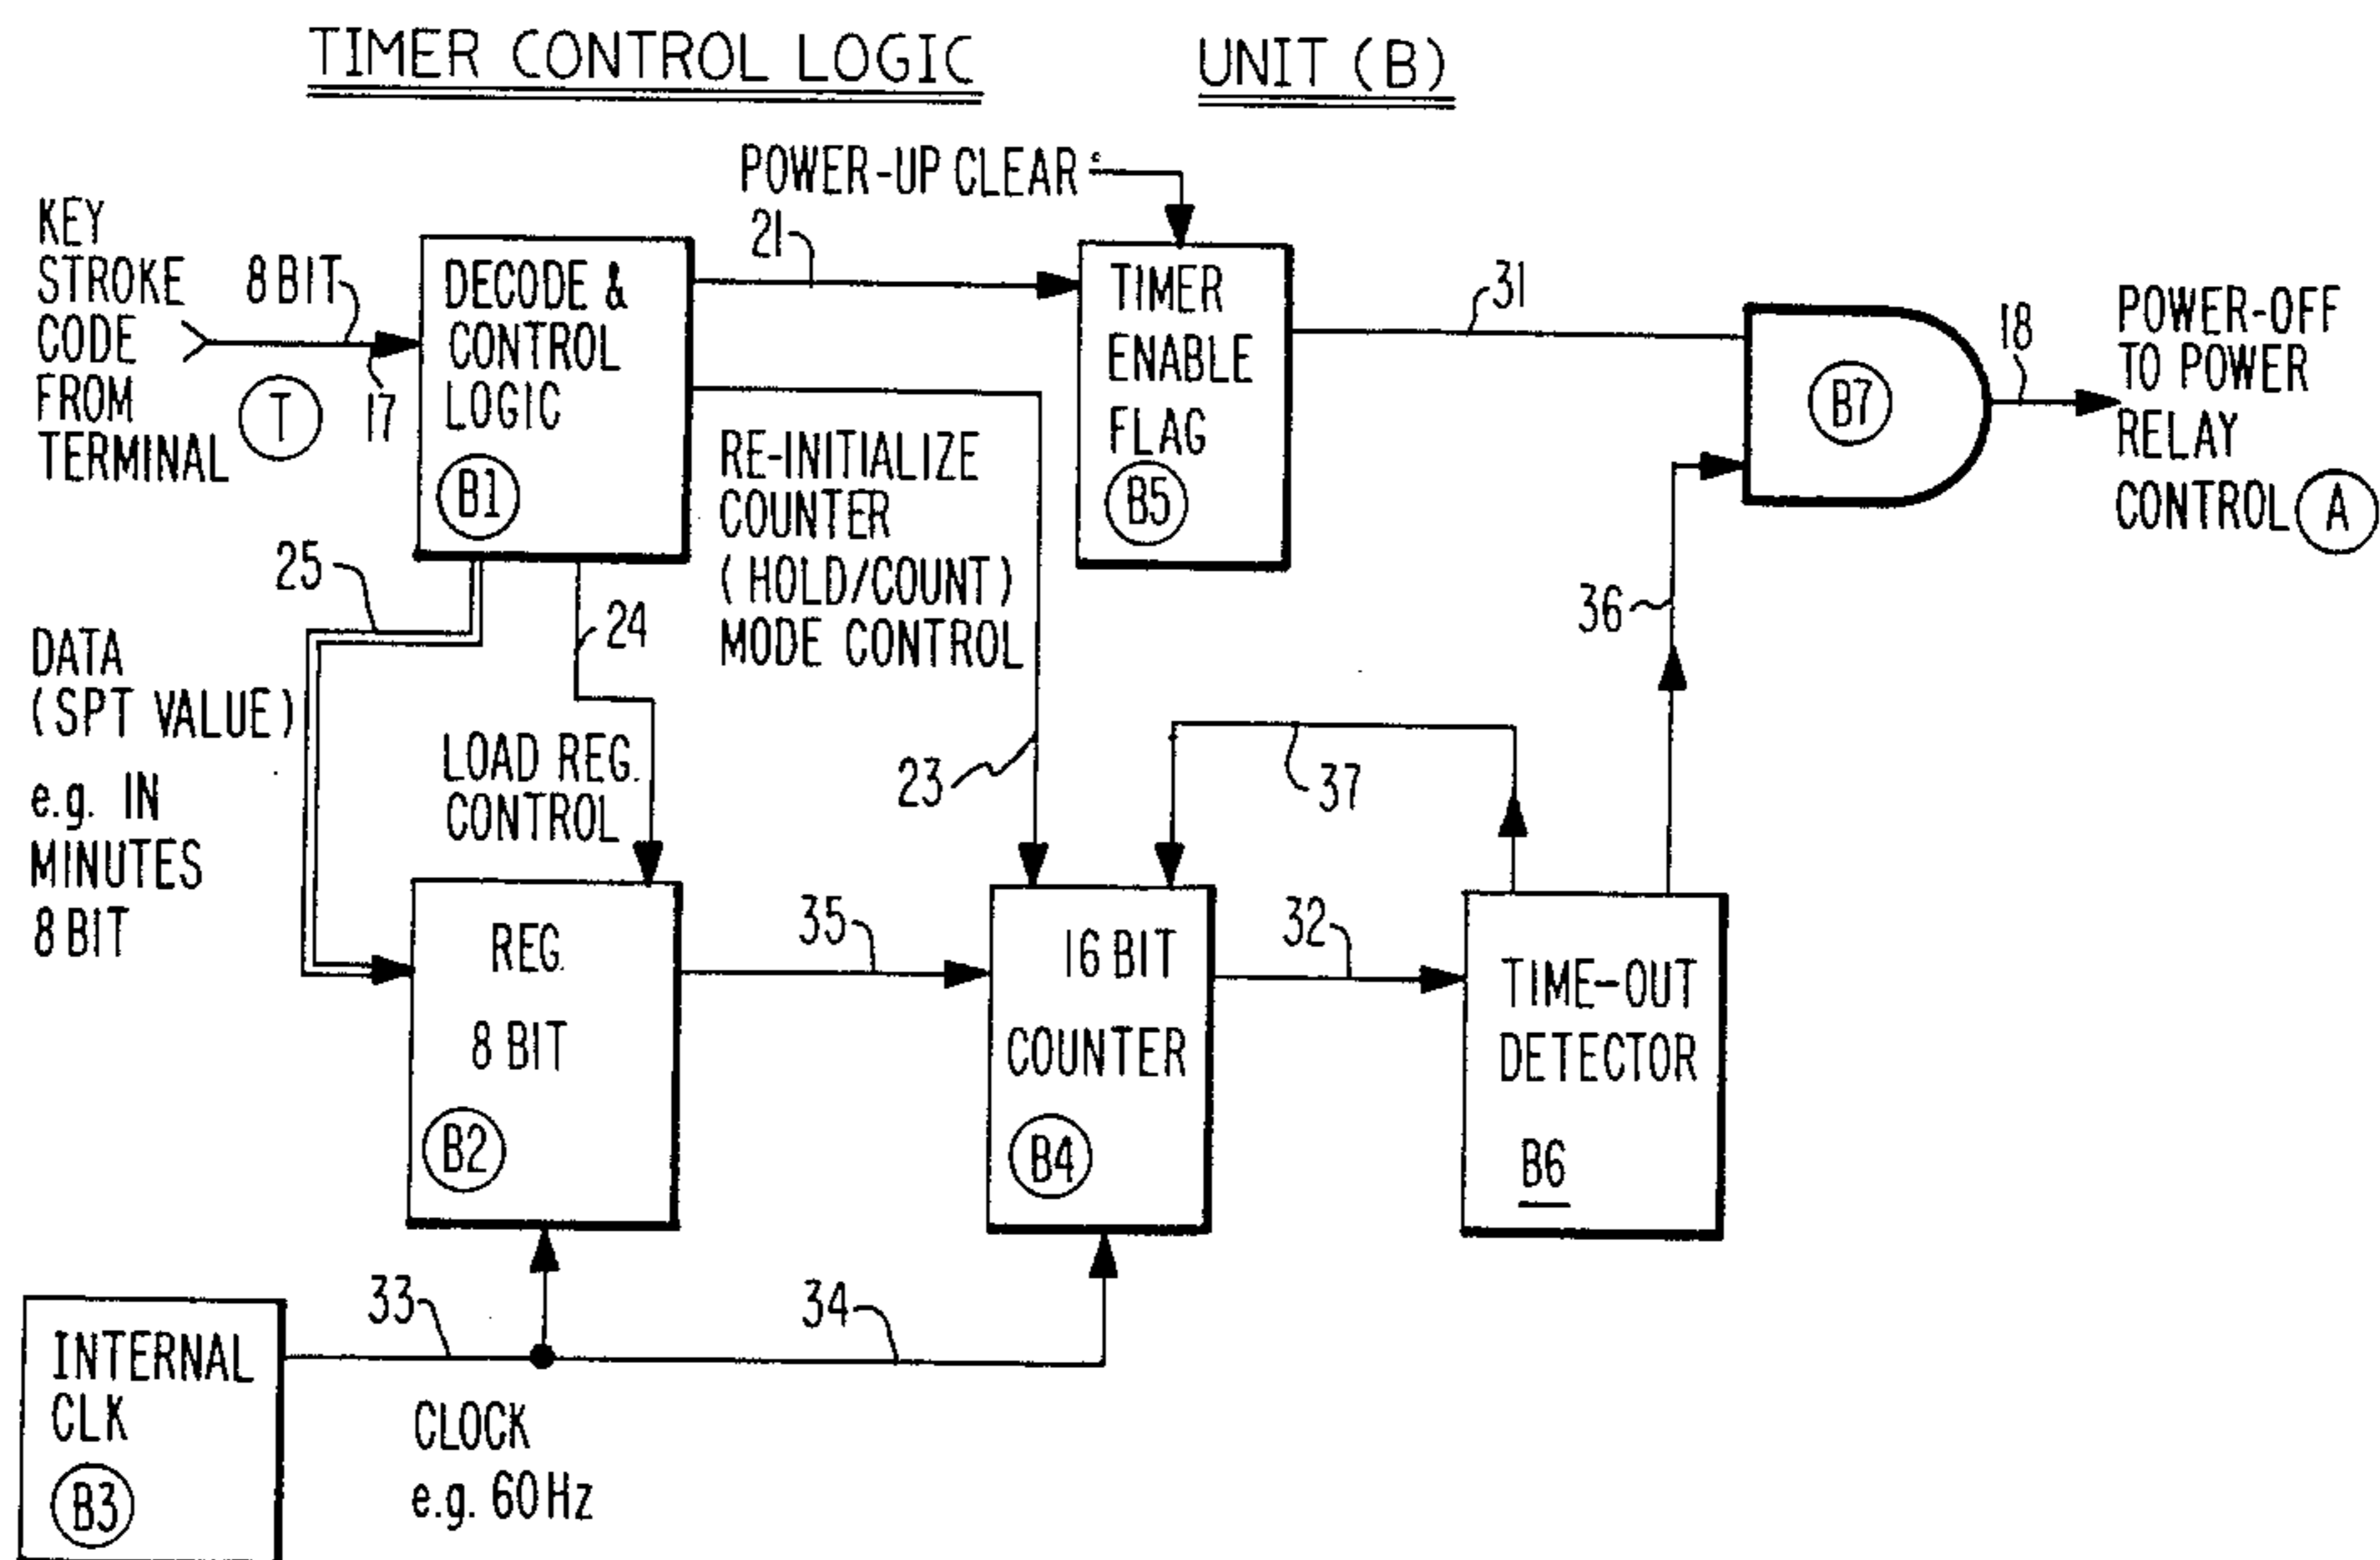 TIMER CONTROL LOGIC UNIT (B)
POWER-UP CLEAR
KEY
STROKE
CODE
FROM
TERMINAL
T
8 BIT
17
DECODE &
CONTROL
LOGIC
B1
21
TIMER
ENABLE
FLAG
B5
31
B7
18
POWER-OFF
TO POWER
RELAY
CONTROL A
RE-INITIALIZE
COUNTER
(HOLD/COUNT)
MODE CONTROL
23
25
24
DATA
(SPT VALUE)
e.g. IN
MINUTES
8 BIT
LOAD REG.
CONTROL
36
37
REG.
8 BIT
B2
35
16 BIT
COUNTER
B4
32
TIME-OUT
DETECTOR
B6
INTERNAL
CLK
B3
33
34
CLOCK
e.g. 60 Hz